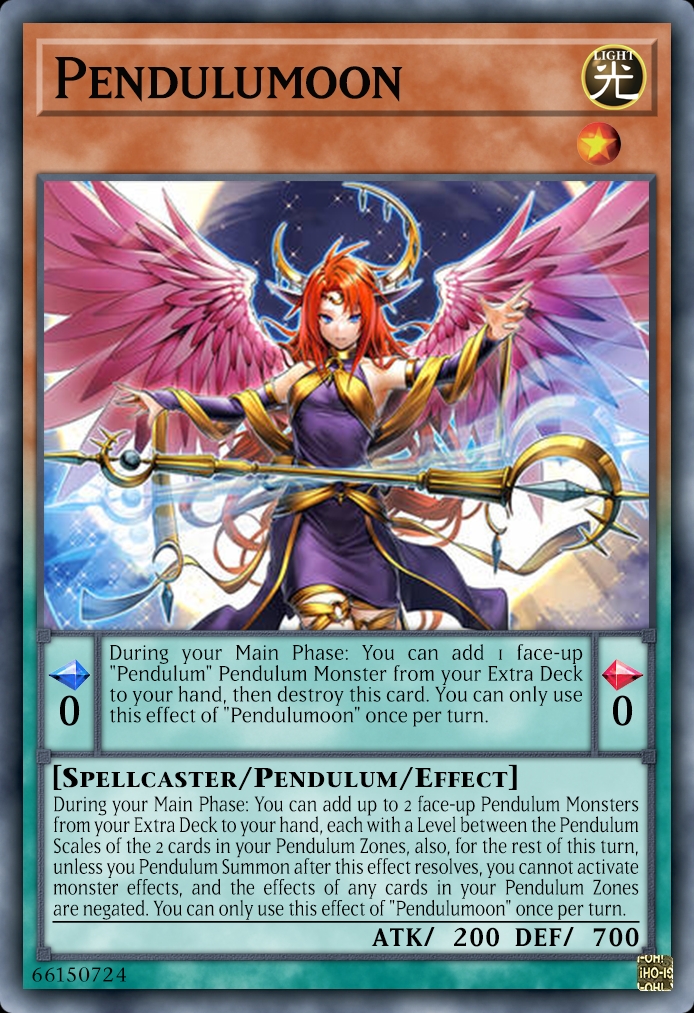 PENDULUMOON
LIGHT
光
During your Main Phase: You can add 1 face-up
"Pendulum" Pendulum Monster from your Extra Deck
to your hand, then destroy this card. You can only use
this effect of "Pendulumoon" once per turn.
0
0
[SPELLCASTER/PENDULUM/EFFECT]
During your Main Phase: You can add up to 2 face-up Pendulum Monsters
from your Extra Deck to your hand, each with a Level between the Pendulum
Scales of the 2 cards in your Pendulum Zones, also, for the rest of this turn,
unless you Pendulum Summon after this effect resolves, you cannot activate
monster effects, and the effects of any cards in your Pendulum Zones
are negated. You can only use this effect of "Pendulumoon" once per turn.
ATK/ 200 DEF/ 700
66150724